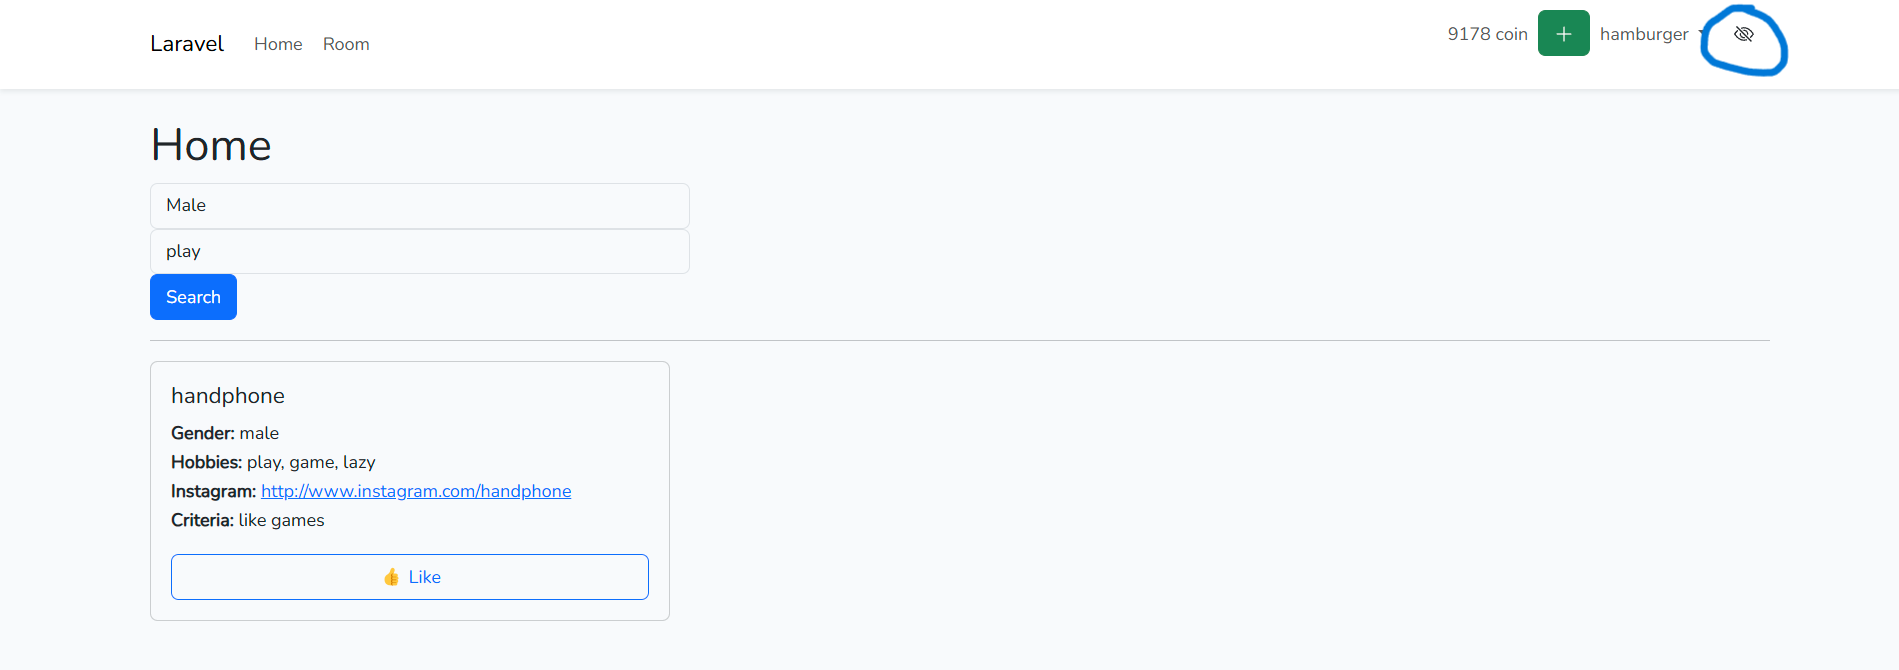 Laravel Home Room 9178 coin + hamburger
Home
Male
play
Search
handphone
Gender: male
Hobbies: play, game, lazy
Instagram: http://www.instagram.com/handphone
Criteria: like games
👍 Like